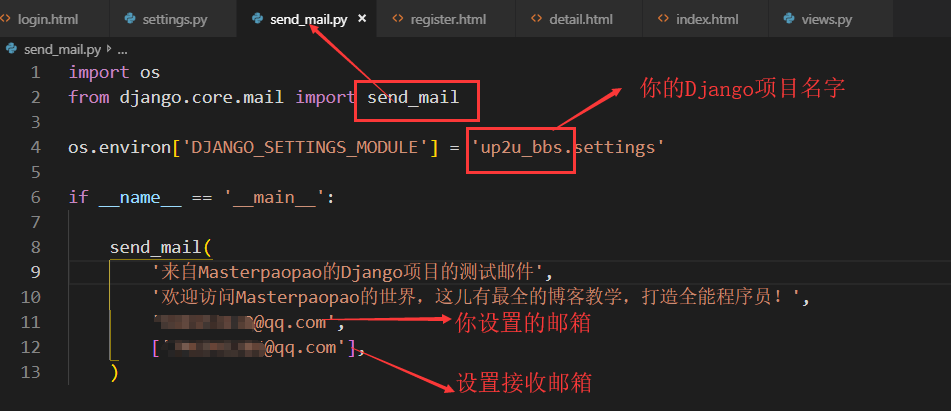 login.html settings.py send_mail.py × register.html detail.html index.html views.py
send_mail.py › ...
1 import os
2 from django.core.mail import send_mail
3
你的Django项目名字
4 os.environ['DJANGO_SETTINGS_MODULE'] = 'up2u_bbs.settings'
5
6 if __name__ == '__main__':
7
8 send_mail(
9 '来自Masterpaopao的Django项目的测试邮件',
10 '欢迎访问Masterpaopao的世界，这儿有最全的博客教学，打造全能程序员！',
11 '@qq.com', 你设置的邮箱
12 ['@qq.com'],
13 )
设置接收邮箱